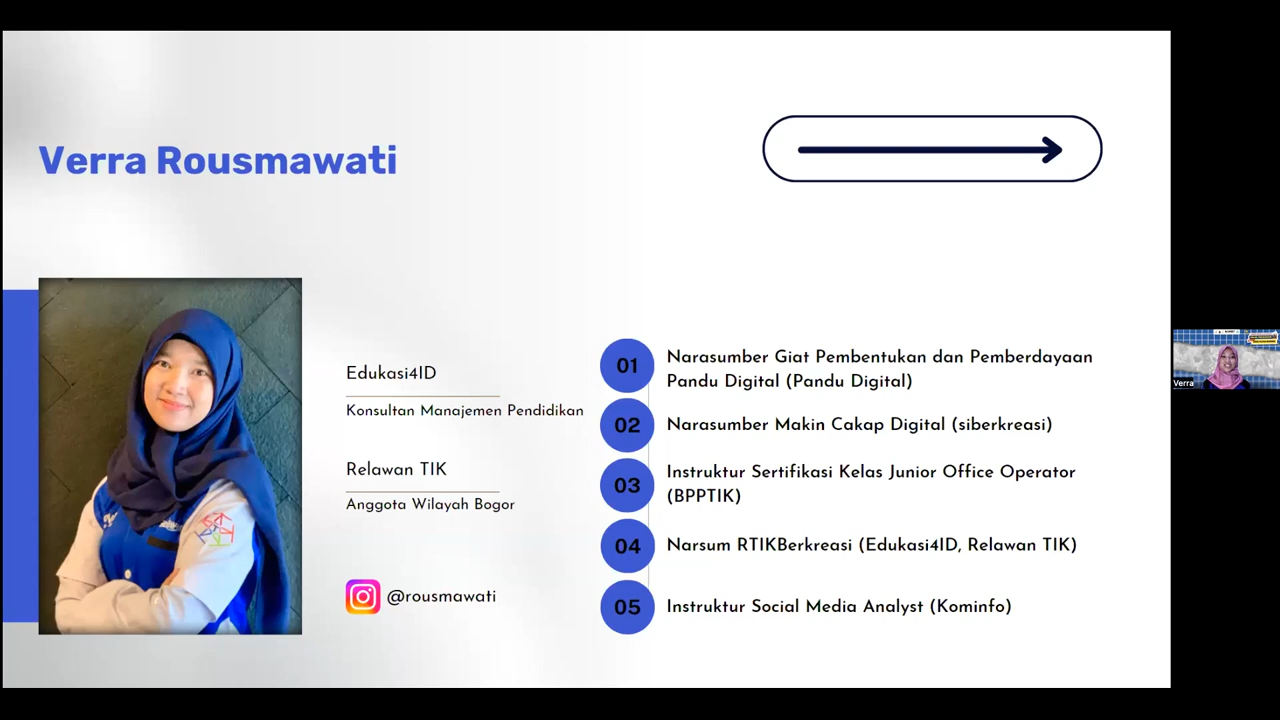 Verra Rousmawati
Edukasi4ID
Konsultan Manajemen Pendidikan
Relawan TIK
Anggota Wilayah Bogor
@rousmawati
01
Narasumber Giat Pembentukan dan Pemberdayaan
Pandu Digital (Pandu Digital)
02
Narasumber Makin Cakap Digital (siberkreasi)
03
Instruktur Sertifikasi Kelas Junior Office Operator
(BPPTIK)
04
Narsum RTIKBerkreasi (Edukasi4ID, Relawan TIK)
05
Instruktur Social Media Analyst (Kominfo)
Verra